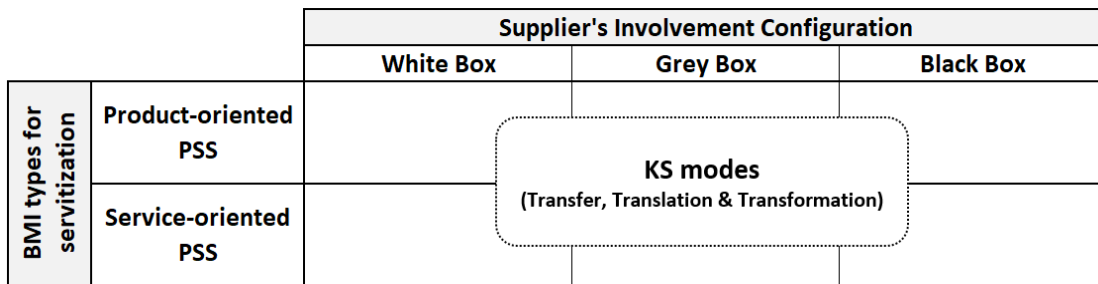 Supplier's Involvement Configuration
White Box Grey Box Black Box
BMI types for
servitization
Product-oriented
PSS
KS modes
(Transfer, Translation & Transformation)
Service-oriented
PSS